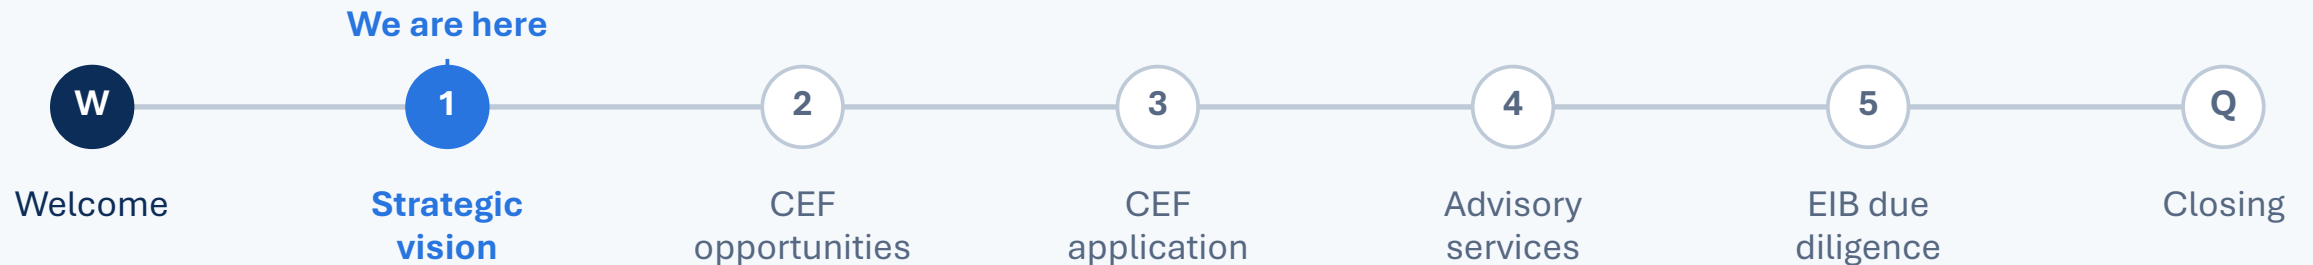 We are here
W
1
2
3
4
5
Q
Welcome
Strategic
vision
CEF
opportunities
CEF
application
Advisory
services
EIB due
diligence
Closing